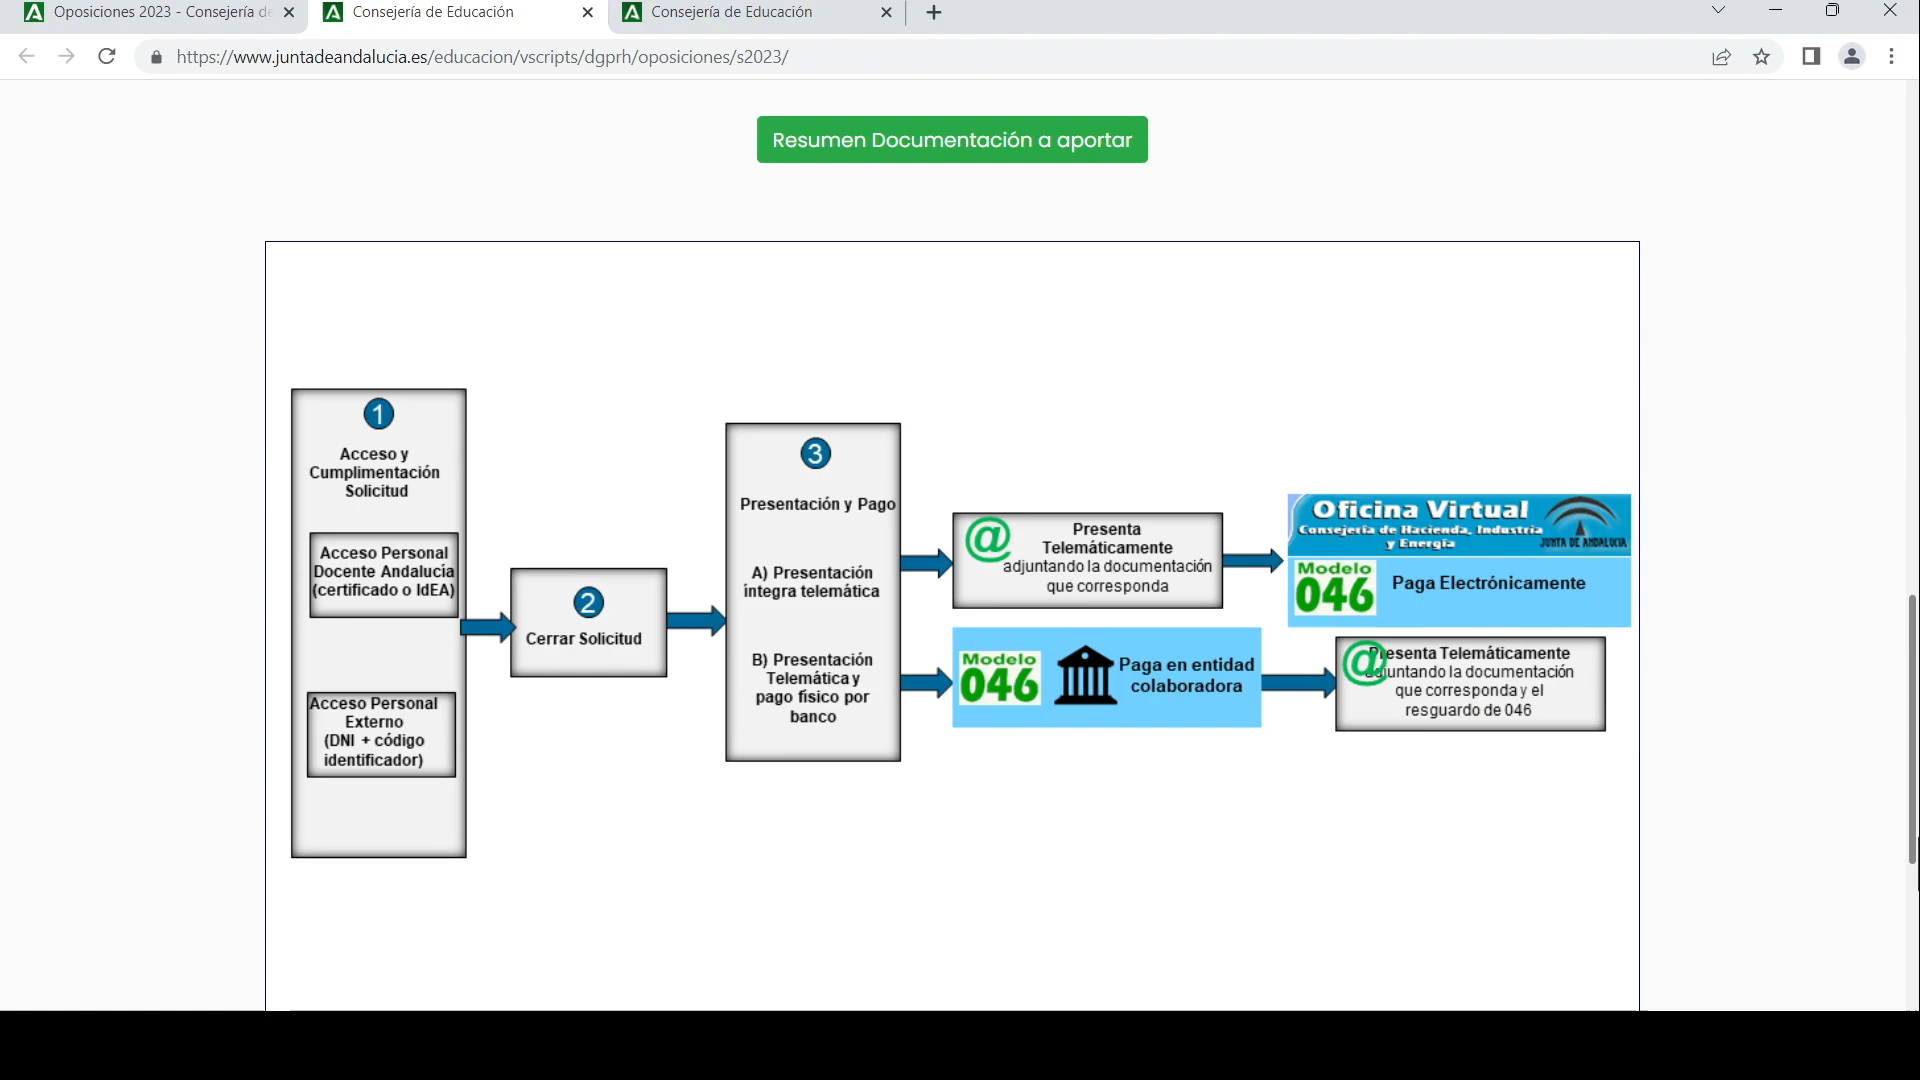 Oposiciones 2023 - Consejería de
Consejería de Educación
Consejería de Educación
https://www.juntadeandalucia.es/educacion/vscripts/dgprh/oposiciones/s2023/
Resumen Documentación a aportar
1
Acceso y
Cumplimentación
Solicitud
Acceso Personal
Docente Andalucía
(certificado o IdEA)
Acceso Personal
Externo
(DNI + código
identificador)
2
Cerrar Solicitud
3
Presentación y Pago
A) Presentación
íntegra telemática
B) Presentación
Telemática y
pago físico por
banco
@
Presenta
Telemáticamente
adjuntando la documentación
que corresponda
Oficina Virtual
Consejería de Hacienda, Industria
y Energía
JUNTA DE ANDALUCIA
Modelo
046
Paga Electrónicamente
Modelo
046
Paga en entidad
colaboradora
@
Presenta Telemáticamente
adjuntando la documentación
que corresponda y el
resguardo de 046